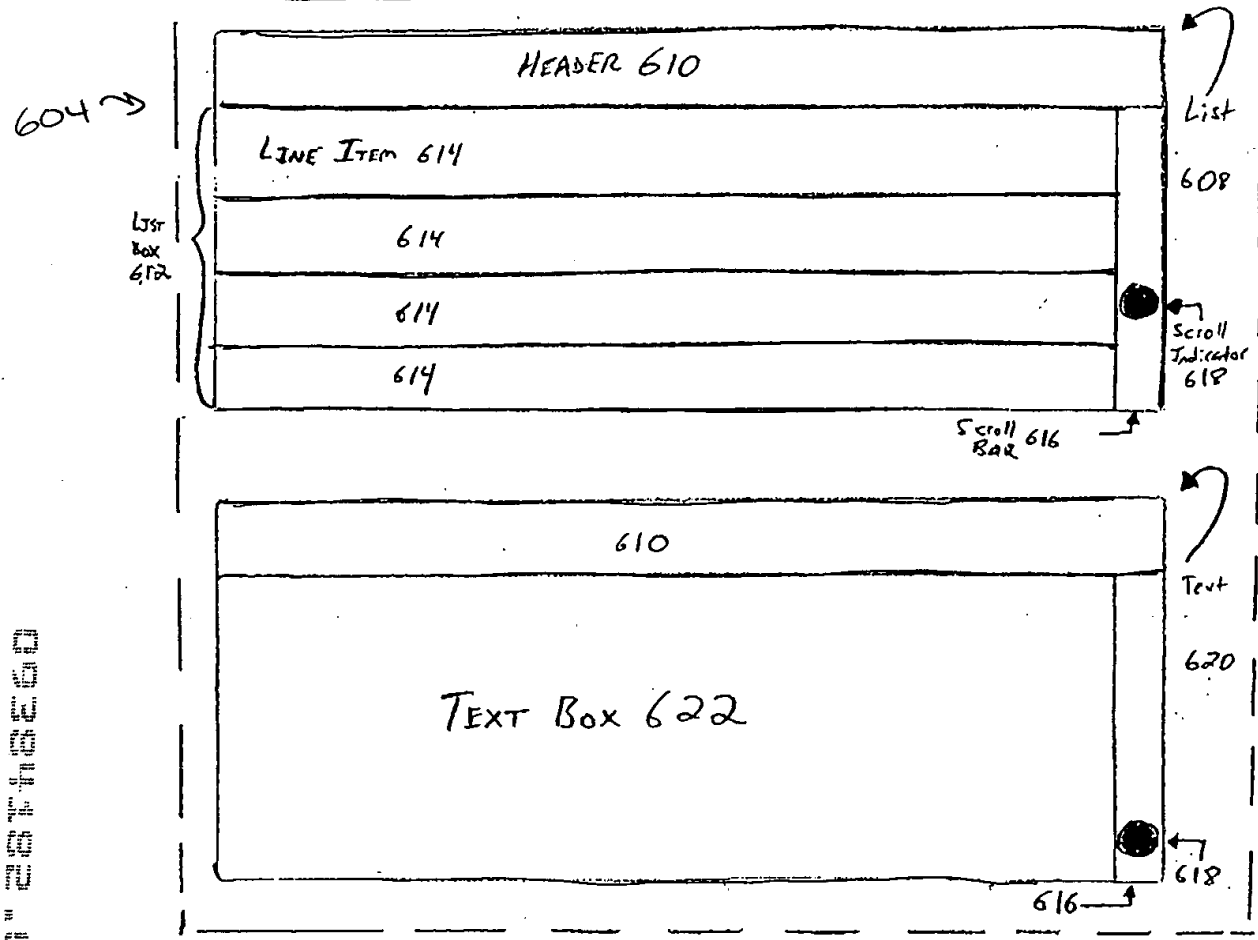 HEADER 610
604
List
608
LINE ITEM 614
LIST
BOX
612
614
614
614
Scroll
Indicator
618
Scroll
BAR 616
610
Text
620
TEXT BOX 622
618
616